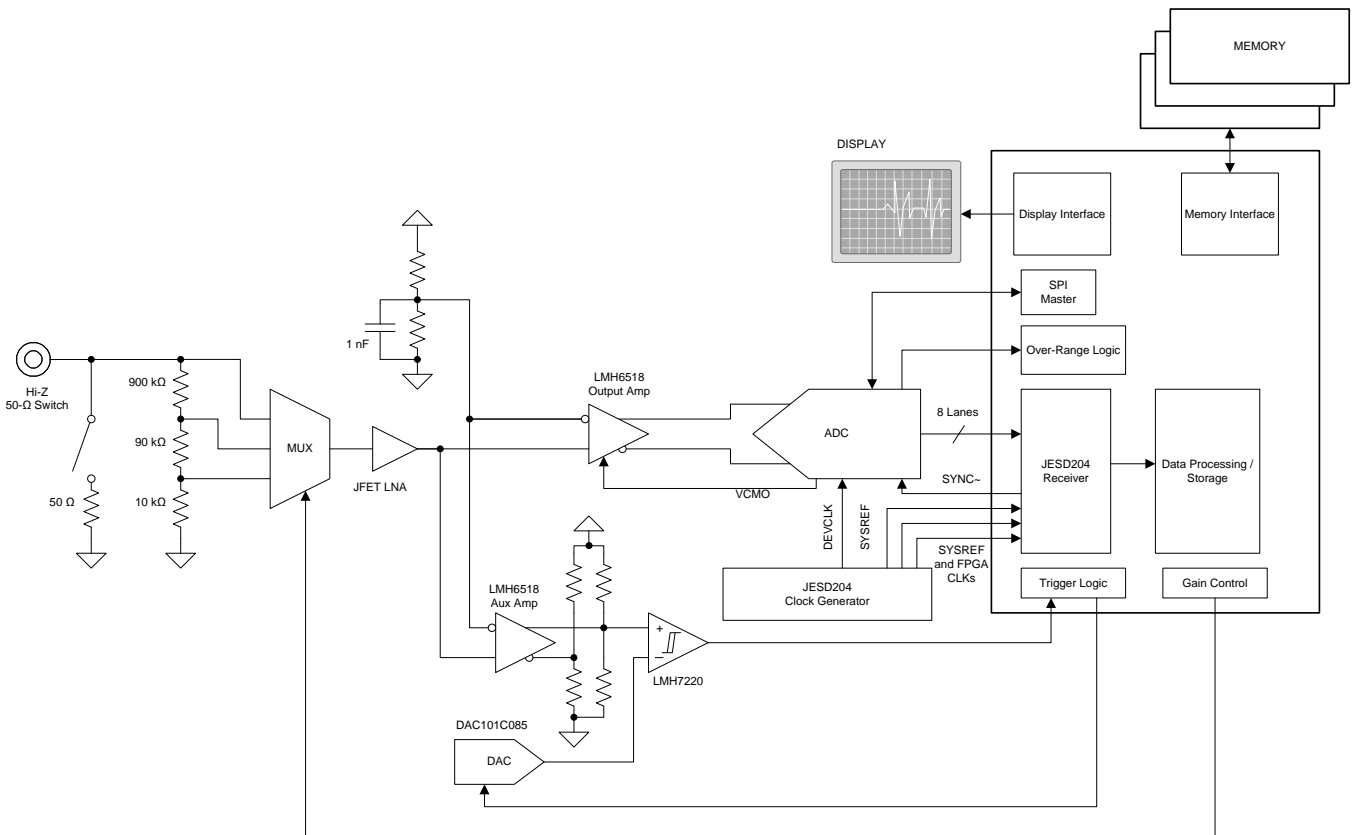 MEMORY
DISPLAY
Display Interface
Memory Interface
SPI
Master
1 nF
Over-Range Logic
Hi-Z
50-Ω Switch
900 kΩ
LMH6518
Output Amp
8 Lanes
ADC
90 kΩ
MUX
JESD204
Receiver
Data Processing /
Storage
JFET LNA
SYNC~
VCMO
50 Ω
10 kΩ
DEVCLK
SYSREF
SYSREF
and FPGA
CLKs
LMH6518
Aux Amp
JESD204
Clock Generator
Trigger Logic
Gain Control
+
−
LMH7220
DAC101C085
DAC